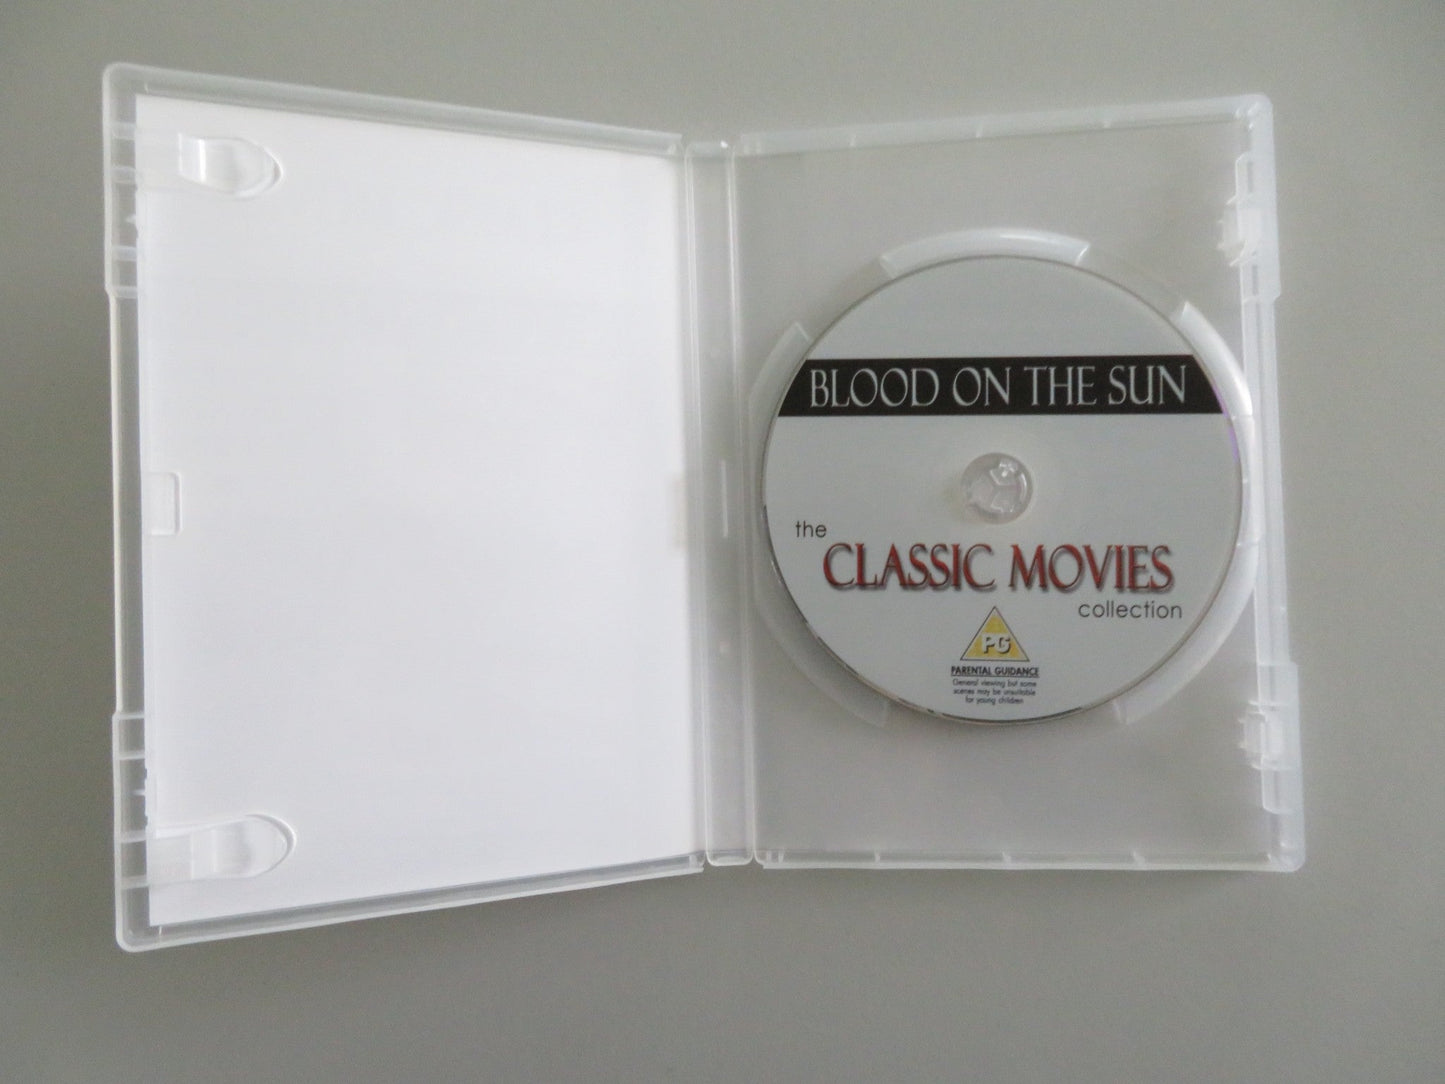 BLOOD ON THE SUN
the
CLASSIC MOVIES
collection
PG
PARENTAL GUIDANCE
General viewing but some
scenes may be unsuitable
for young children